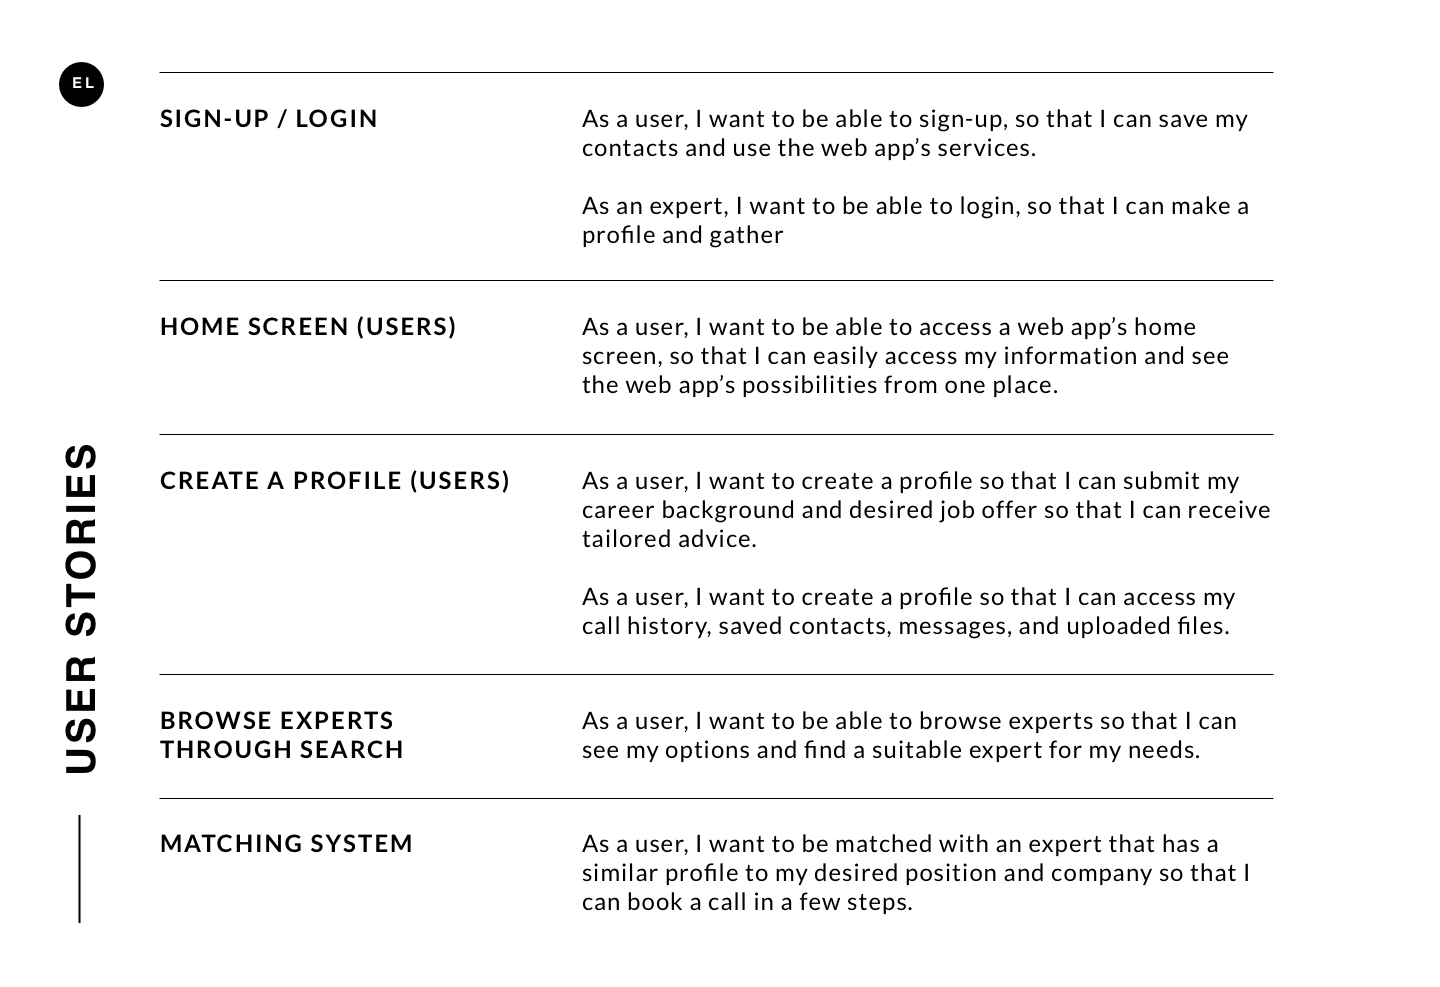 EL
USER STORIES
SIGN-UP / LOGIN
As a user, I want to be able to sign-up, so that I can save my
contacts and use the web app’s services.
As an expert, I want to be able to login, so that I can make a
profile and gather
HOME SCREEN (USERS)
As a user, I want to be able to access a web app’s home
screen, so that I can easily access my information and see
the web app’s possibilities from one place.
CREATE A PROFILE (USERS)
As a user, I want to create a profile so that I can submit my
career background and desired job offer so that I can receive
tailored advice.
As a user, I want to create a profile so that I can access my
call history, saved contacts, messages, and uploaded files.
BROWSE EXPERTS
THROUGH SEARCH
As a user, I want to be able to browse experts so that I can
see my options and find a suitable expert for my needs.
MATCHING SYSTEM
As a user, I want to be matched with an expert that has a
similar profile to my desired position and company so that I
can book a call in a few steps.